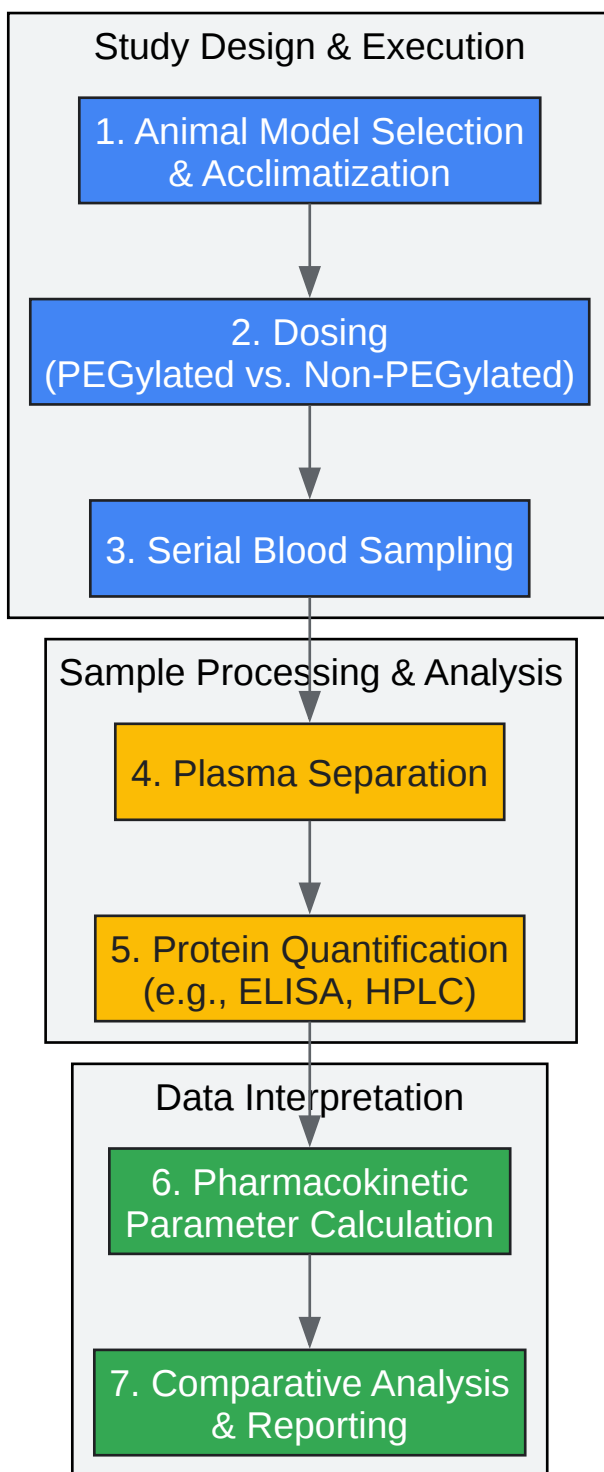 Study Design & Execution
1. Animal Model Selection
& Acclimatization
2. Dosing
(PEGylated vs. Non-PEGylated)
3. Serial Blood Sampling
Sample Processing & Analysis
4. Plasma Separation
5. Protein Quantification
(e.g., ELISA, HPLC)
Data Interpretation
6. Pharmacokinetic
Parameter Calculation
7. Comparative Analysis
& Reporting